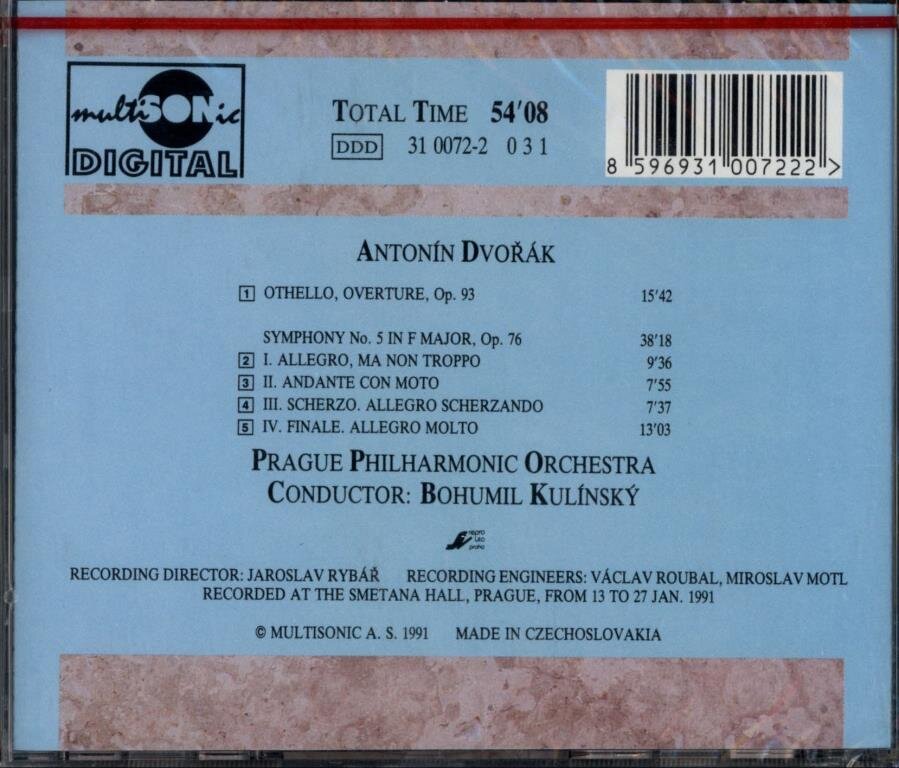 multiSONic
DIGITAL
TOTAL TIME 54'08
DDD 31 0072-2 0 3 1
8 596931 007222 >
ANTONÍN DVOŘÁK
1 OTHELLO, OVERTURE, Op. 93 15'42
SYMPHONY No. 5 IN F MAJOR, Op. 76 38'18
2 I. ALLEGRO, MA NON TROPPO 9'36
3 II. ANDANTE CON MOTO 7'55
4 III. SCHERZO. ALLEGRO SCHERZANDO 7'37
5 IV. FINALE. ALLEGRO MOLTO 13'03
PRAGUE PHILHARMONIC ORCHESTRA
CONDUCTOR: BOHUMIL KULÍNSKÝ
repro
praha
RECORDING DIRECTOR: JAROSLAV RYBÁŘ RECORDING ENGINEERS: VÁCLAV ROUBAL, MIROSLAV MOTL
RECORDED AT THE SMETANA HALL, PRAGUE, FROM 13 TO 27 JAN. 1991
© MULTISONIC A. S. 1991 MADE IN CZECHOSLOVAKIA